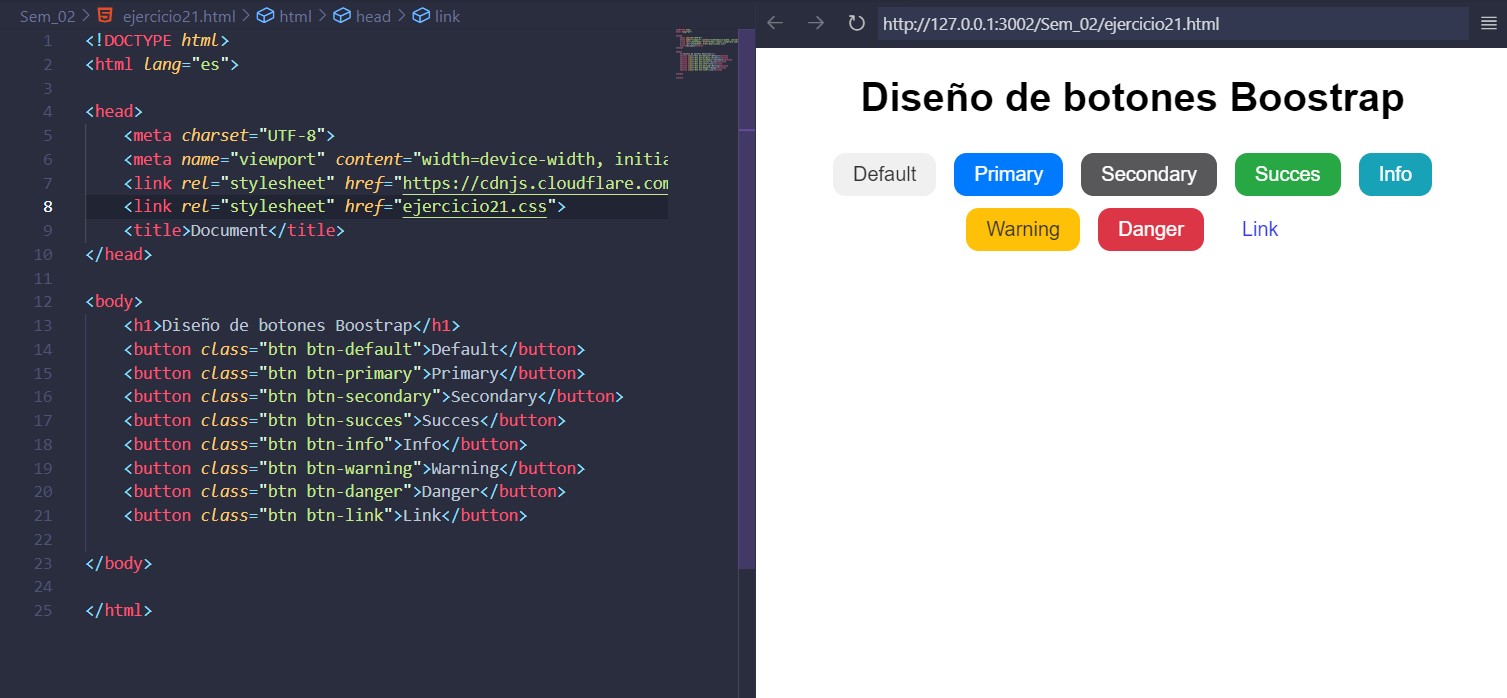 Sem_02 > ejercicio21.html > html > head > link
1 <!DOCTYPE html>
2 <html lang="es">
3
4 <head>
5 <meta charset="UTF-8">
6 <meta name="viewport" content="width=device-width, initia
7 <link rel="stylesheet" href="https://cdnjs.cloudflare.com
8 <link rel="stylesheet" href="ejercicio21.css">
9 <title>Document</title>
10 </head>
11
12 <body>
13 <h1>Diseño de botones Boostrap</h1>
14 <button class="btn btn-default">Default</button>
15 <button class="btn btn-primary">Primary</button>
16 <button class="btn btn-secondary">Secondary</button>
17 <button class="btn btn-succes">Succes</button>
18 <button class="btn btn-info">Info</button>
19 <button class="btn btn-warning">Warning</button>
20 <button class="btn btn-danger">Danger</button>
21 <button class="btn btn-link">Link</button>
22
23 </body>
24
25 </html>
http://127.0.0.1:3002/Sem_02/ejercicio21.html
Diseño de botones Boostrap
Default Primary Secondary Succes Info
Warning Danger Link